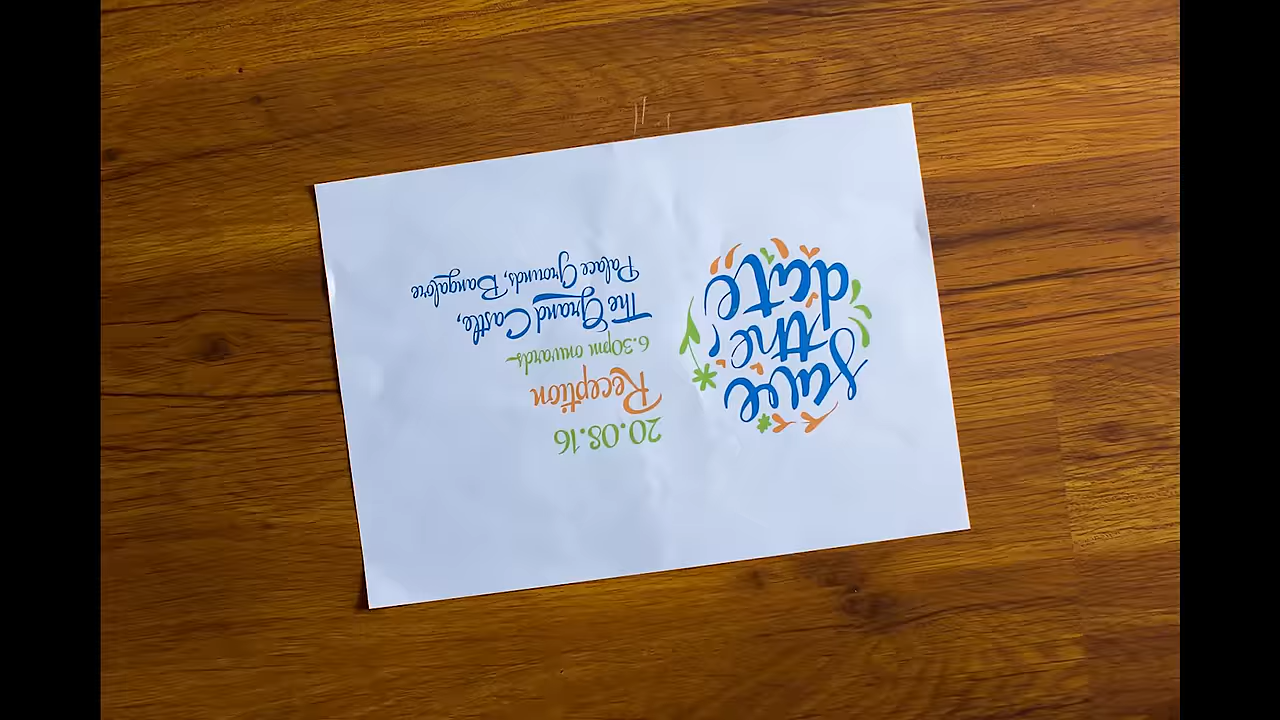 save
the
date
20.08.16
Reception
6.30pm onwards
The Grand Castle,
Palace Grounds, Bangalore